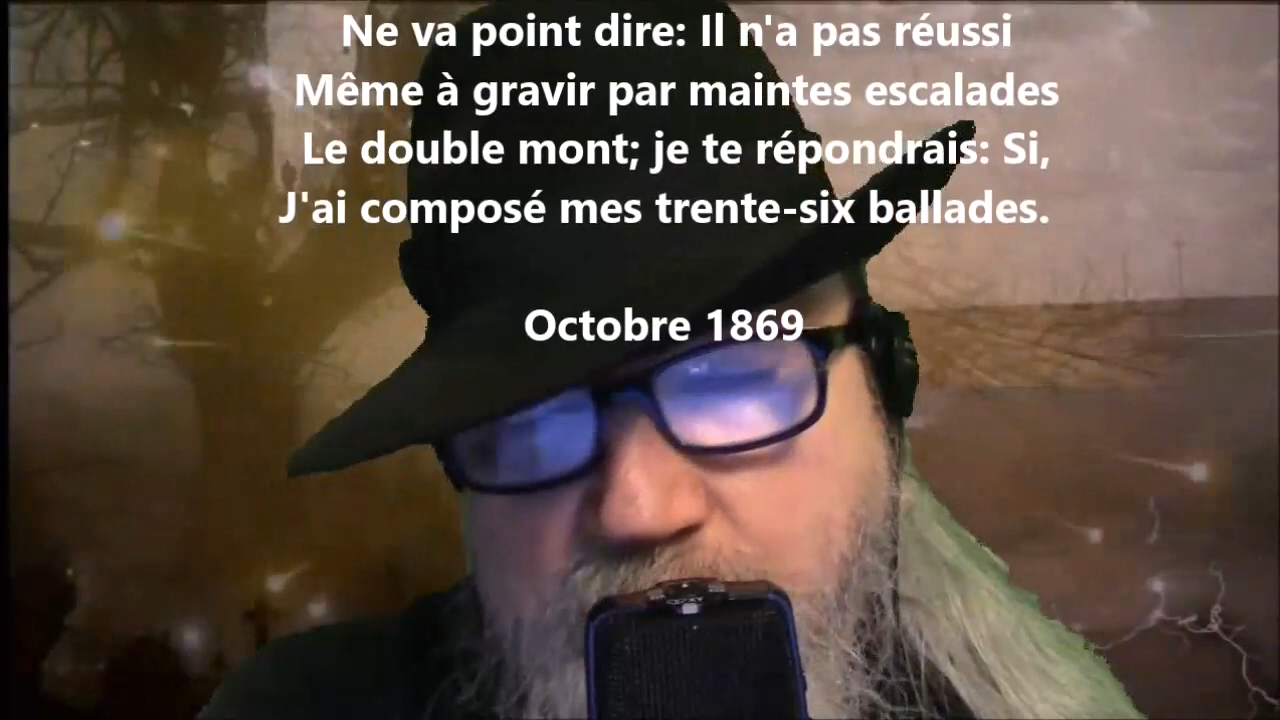 Ne va point dire: Il n'a pas réussi
Même à gravir par maintes escalades
Le double mont; je te répondrais: Si,
J'ai composé mes trente-six ballades.
Octobre 1869